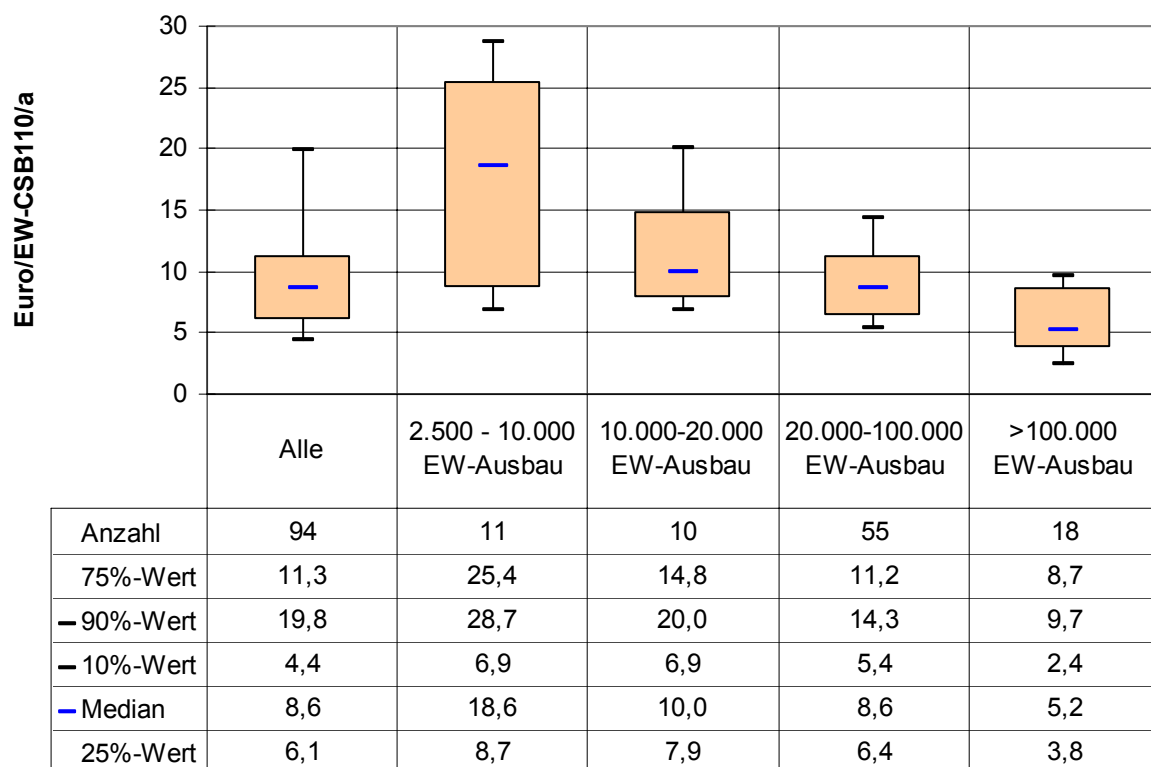 Euro/EW-CSB110/a
30
25
20
15
10
5
0
Alle
2.500 - 10.000
EW-Ausbau
10.000-20.000
EW-Ausbau
20.000-100.000
EW-Ausbau
>100.000
EW-Ausbau
Anzahl 94 11 10 55 18
75%-Wert 11,3 25,4 14,8 11,2 8,7
90%-Wert 19,8 28,7 20,0 14,3 9,7
10%-Wert 4,4 6,9 6,9 5,4 2,4
Median 8,6 18,6 10,0 8,6 5,2
25%-Wert 6,1 8,7 7,9 6,4 3,8